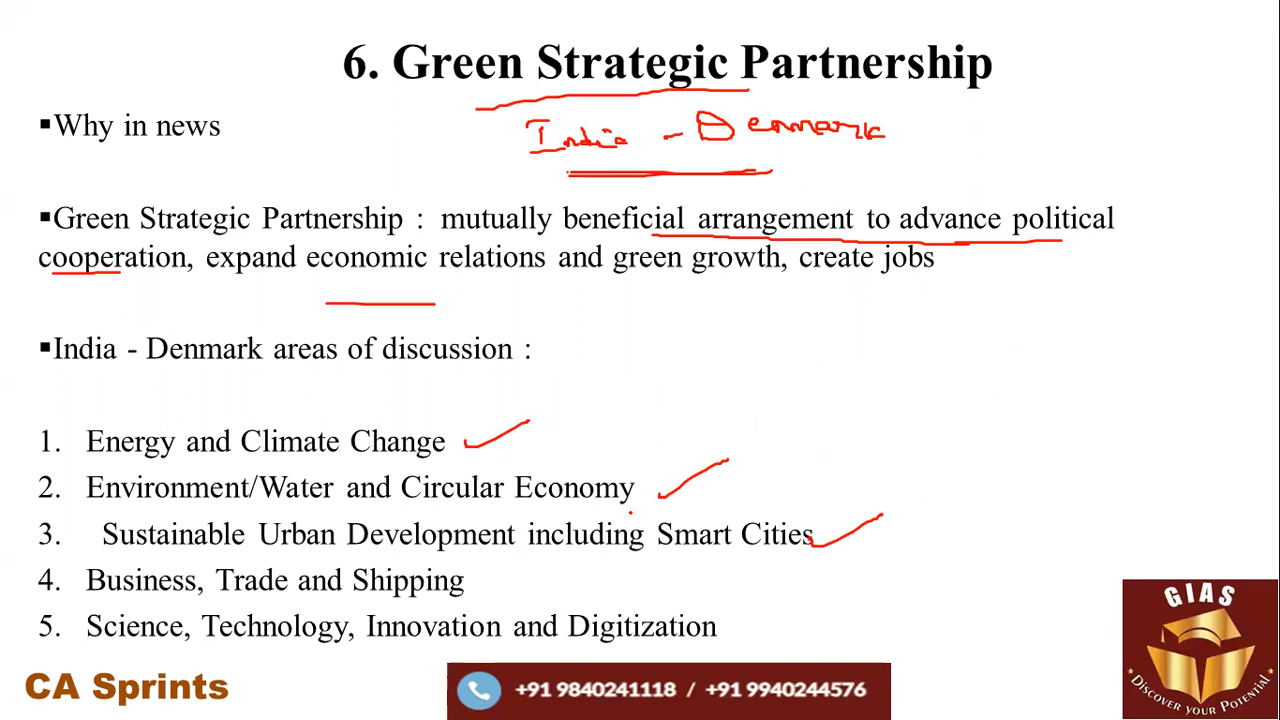 6. Green Strategic Partnership
▪Why in news
India - Denmark
▪Green Strategic Partnership : mutually beneficial arrangement to advance political
cooperation, expand economic relations and green growth, create jobs
▪India - Denmark areas of discussion :
1. Energy and Climate Change
2. Environment/Water and Circular Economy
3. Sustainable Urban Development including Smart Cities
4. Business, Trade and Shipping
5. Science, Technology, Innovation and Digitization
CA Sprints
+91 9840241118 / +91 9940244576
GIAS
DISCOVER YOUR POTENTIAL